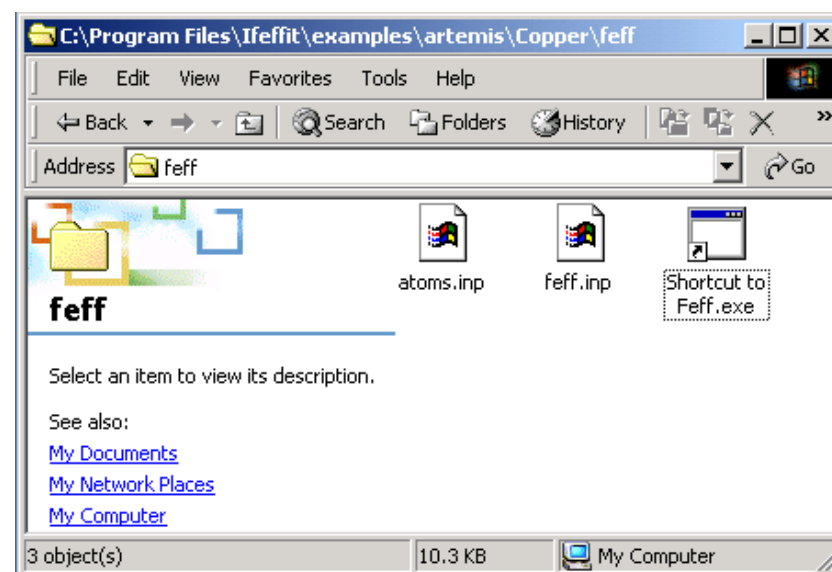 C:\Program Files\Ifeffit\examples\artemis\Copper\feff
File Edit View Favorites Tools Help
Back Search Folders History »
Address feff Go
atoms.inp feff.inp Shortcut to
Feff.exe
feff
Select an item to view its description.
See also:
My Documents
My Network Places
My Computer
3 object(s) 10.3 KB My Computer